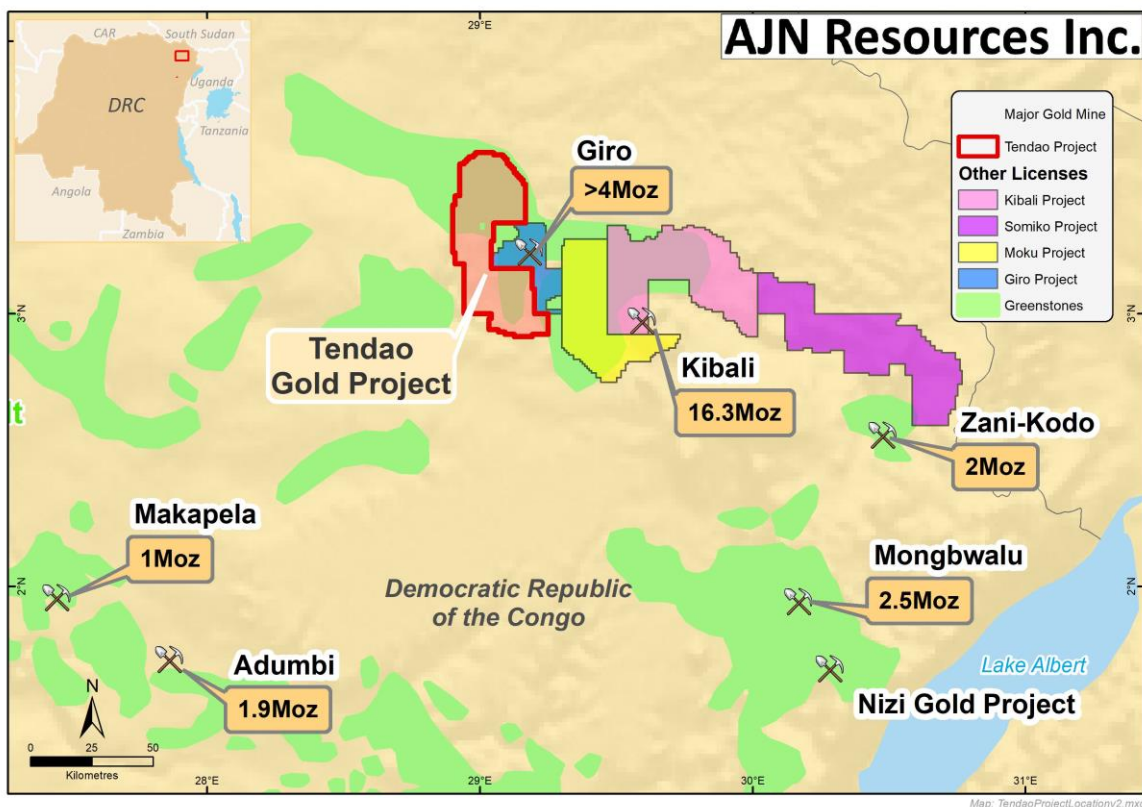 AJN Resources Inc.
CAR
South Sudan
DRC
Uganda
Tanzania
Angola
Zambia
29°E
Major Gold Mine
Tendao Project
Other Licenses
Kibali Project
Somiko Project
Moku Project
Giro Project
Greenstones
Giro
>4Moz
3°N
3°N
Tendao
Gold Project
Kibali
16.3Moz
lt
Zani-Kodo
2Moz
Makapela
1Moz
Mongbwalu
2.5Moz
2°N
2°N
Democratic Republic
of the Congo
Lake Albert
Adumbi
1.9Moz
Nizi Gold Project
N
0 25 50
Kilometres
28°E
29°E
30°E
31°E
Map: TendaoProjectLocationv2.mxd